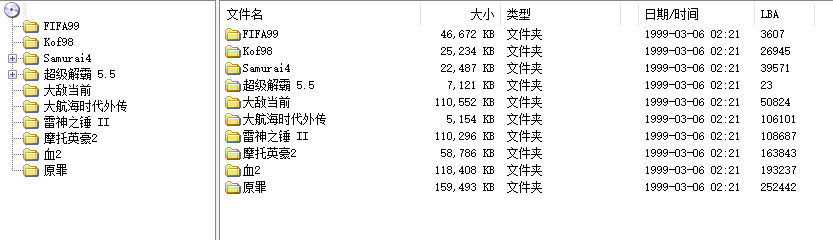 FIFA99
Kof98
Samurai4
超级解霸 5.5
大敌当前
大航海时代外传
雷神之锤 II
摩托英豪2
血2
原罪
文件名 大小 类型 日期/时间 LBA
FIFA99 46,672 KB 文件夹 1999-03-06 02:21 3607
Kof98 25,234 KB 文件夹 1999-03-06 02:21 26945
Samurai4 22,487 KB 文件夹 1999-03-06 02:21 39571
超级解霸 5.5 7,121 KB 文件夹 1999-03-06 02:21 23
大敌当前 110,552 KB 文件夹 1999-03-06 02:21 50824
大航海时代外传 5,154 KB 文件夹 1999-03-06 02:21 106101
雷神之锤 II 110,296 KB 文件夹 1999-03-06 02:21 108687
摩托英豪2 58,786 KB 文件夹 1999-03-06 02:21 163843
血2 118,408 KB 文件夹 1999-03-06 02:21 193237
原罪 159,493 KB 文件夹 1999-03-06 02:21 252442